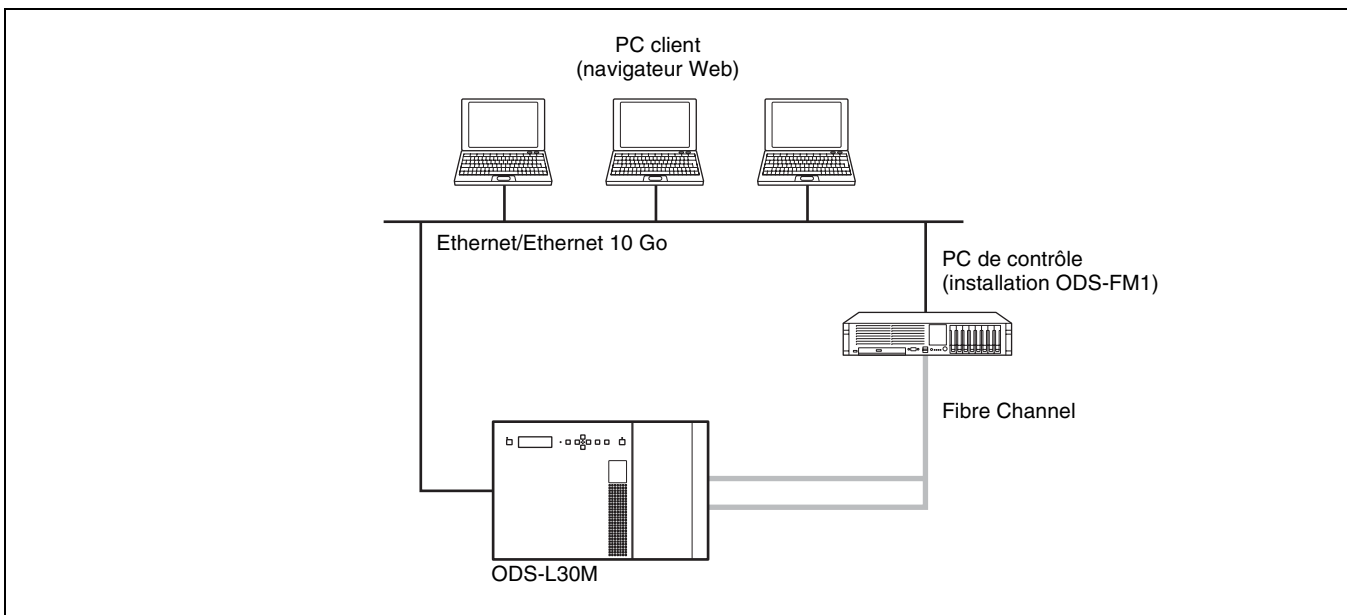 PC client
(navigateur Web)
Ethernet/Ethernet 10 Go
PC de contrôle
(installation ODS-FM1)
Fibre Channel
ODS-L30M